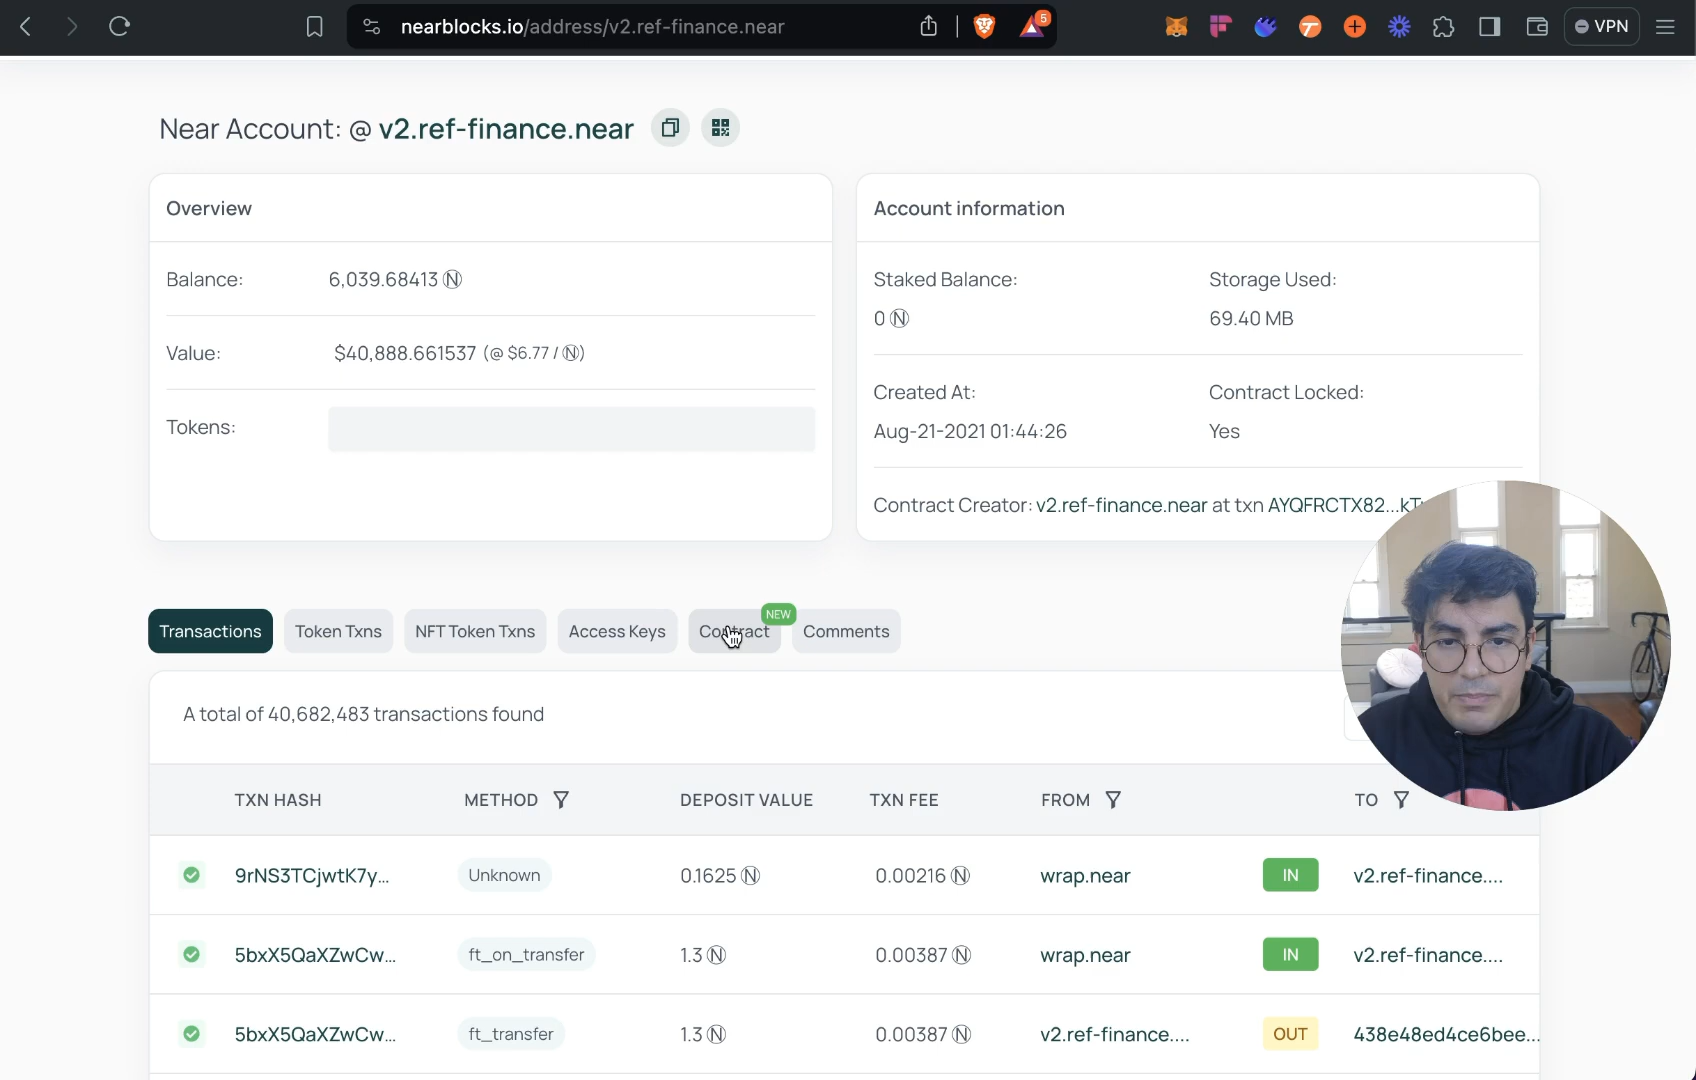 nearblocks.io/address/v2.ref-finance.near
5
VPN
Near Account: @ v2.ref-finance.near
Overview
Balance: 6,039.68413
Value: $40,888.661537 (@ $6.77 / Ⓝ)
Tokens:
Account information
Staked Balance: Storage Used:
0 Ⓝ 69.40 MB
Created At: Contract Locked:
Aug-21-2021 01:44:26 Yes
Contract Creator: v2.ref-finance.near at txn AYQFRCTX82...kT
Transactions Token Txns NFT Token Txns Access Keys Contract NEW Comments
A total of 40,682,483 transactions found
TXN HASH METHOD DEPOSIT VALUE TXN FEE FROM TO
9rNS3TCjwtK7y... Unknown 0.1625 Ⓝ 0.00216 Ⓝ wrap.near IN v2.ref-finance....
5bxX5QaXZwCw... ft_on_transfer 1.3 Ⓝ 0.00387 Ⓝ wrap.near IN v2.ref-finance....
5bxX5QaXZwCw... ft_transfer 1.3 Ⓝ 0.00387 Ⓝ v2.ref-finance.... OUT 438e48ed4ce6bee...